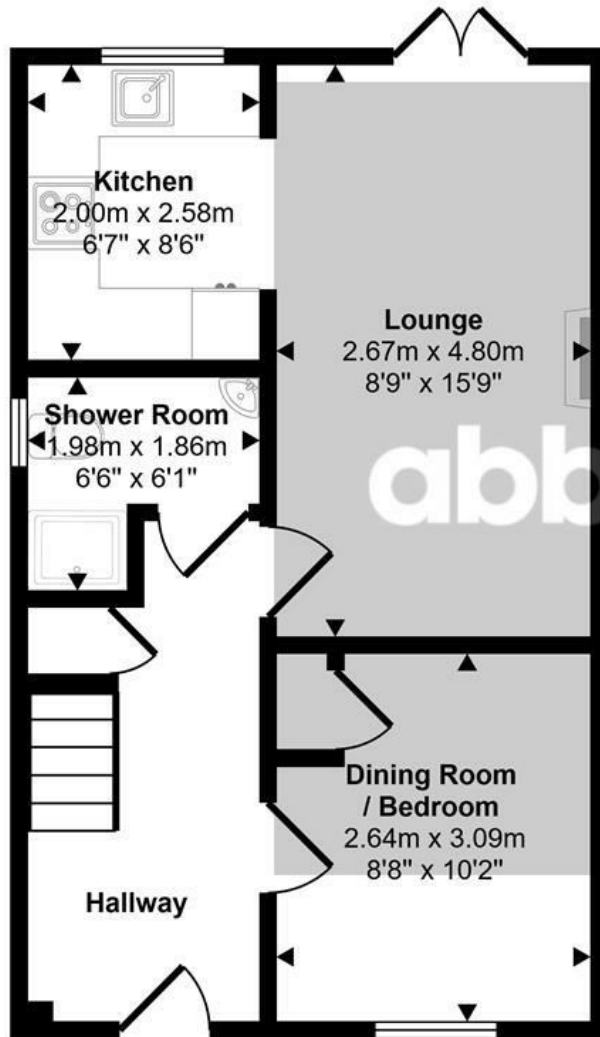 Kitchen
2.00m x 2.58m
6'7" x 8'6"
Lounge
2.67m x 4.80m
8'9" x 15'9"
Shower Room
1.98m x 1.86m
6'6" x 6'1"
abb
Dining Room
/ Bedroom
2.64m x 3.09m
8'8" x 10'2"
Hallway